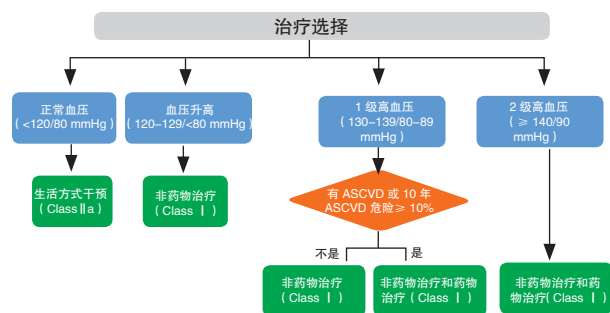 治疗选择
正常血压
(<120/80 mmHg)
血压升高
(120–129/<80 mmHg)
1 级高血压
(130–139/80–89
mmHg)
2 级高血压
(≥ 140/90
mmHg)
生活方式干预
(ClassⅡa)
非药物治疗
(Class Ⅰ)
有 ASCVD 或 10 年
ASCVD 危险≥ 10%
不是
是
非药物治疗
(Class Ⅰ)
非药物治疗和药物
治疗(Class Ⅰ)
非药物治疗和药
物治疗(Class Ⅰ)